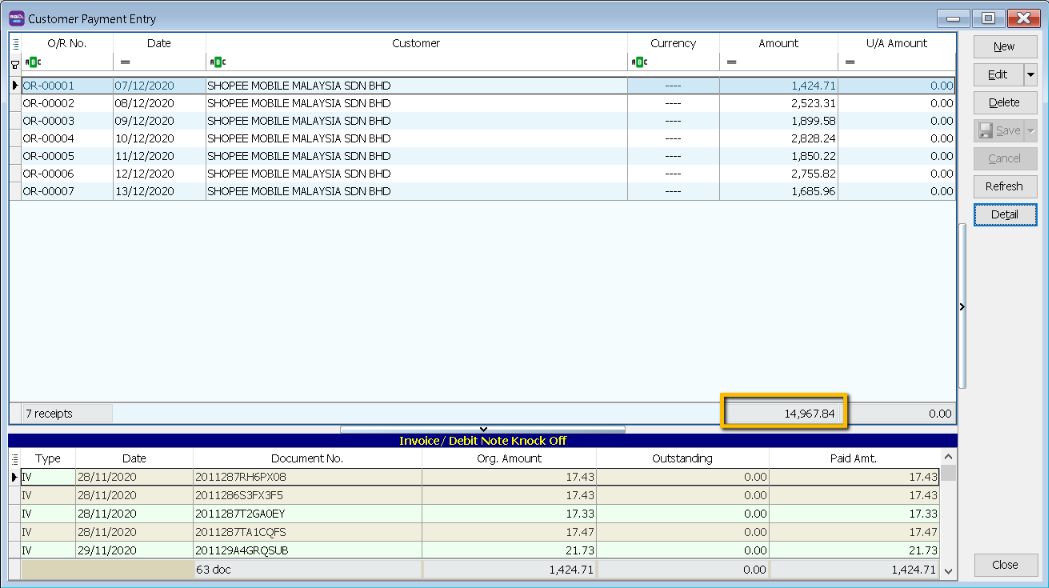 Customer Payment Entry
O/R No. Date Customer Currency Amount U/A Amount
OR-00001 07/12/2020 SHOPEE MOBILE MALAYSIA SDN BHD ---- 1,424.71 0.00
OR-00002 08/12/2020 SHOPEE MOBILE MALAYSIA SDN BHD ---- 2,523.31 0.00
OR-00003 09/12/2020 SHOPEE MOBILE MALAYSIA SDN BHD ---- 1,899.58 0.00
OR-00004 10/12/2020 SHOPEE MOBILE MALAYSIA SDN BHD ---- 2,828.24 0.00
OR-00005 11/12/2020 SHOPEE MOBILE MALAYSIA SDN BHD ---- 1,850.22 0.00
OR-00006 12/12/2020 SHOPEE MOBILE MALAYSIA SDN BHD ---- 2,755.82 0.00
OR-00007 13/12/2020 SHOPEE MOBILE MALAYSIA SDN BHD ---- 1,685.96 0.00
7 receipts 14,967.84 0.00
New
Edit
Delete
Save
Cancel
Refresh
Detail
Invoice/ Debit Note Knock Off
Type Date Document No. Org. Amount Outstanding Paid Amt.
IV 28/11/2020 2011287RH6PX08 17.43 0.00 17.43
IV 28/11/2020 2011286S3FX3F5 17.43 0.00 17.43
IV 28/11/2020 2011287T2GA0EY 17.33 0.00 17.33
IV 28/11/2020 2011287TA1CQFS 17.47 0.00 17.47
IV 29/11/2020 201129A4GRQSUB 21.73 0.00 21.73
63 doc 1,424.71 0.00 1,424.71
Close